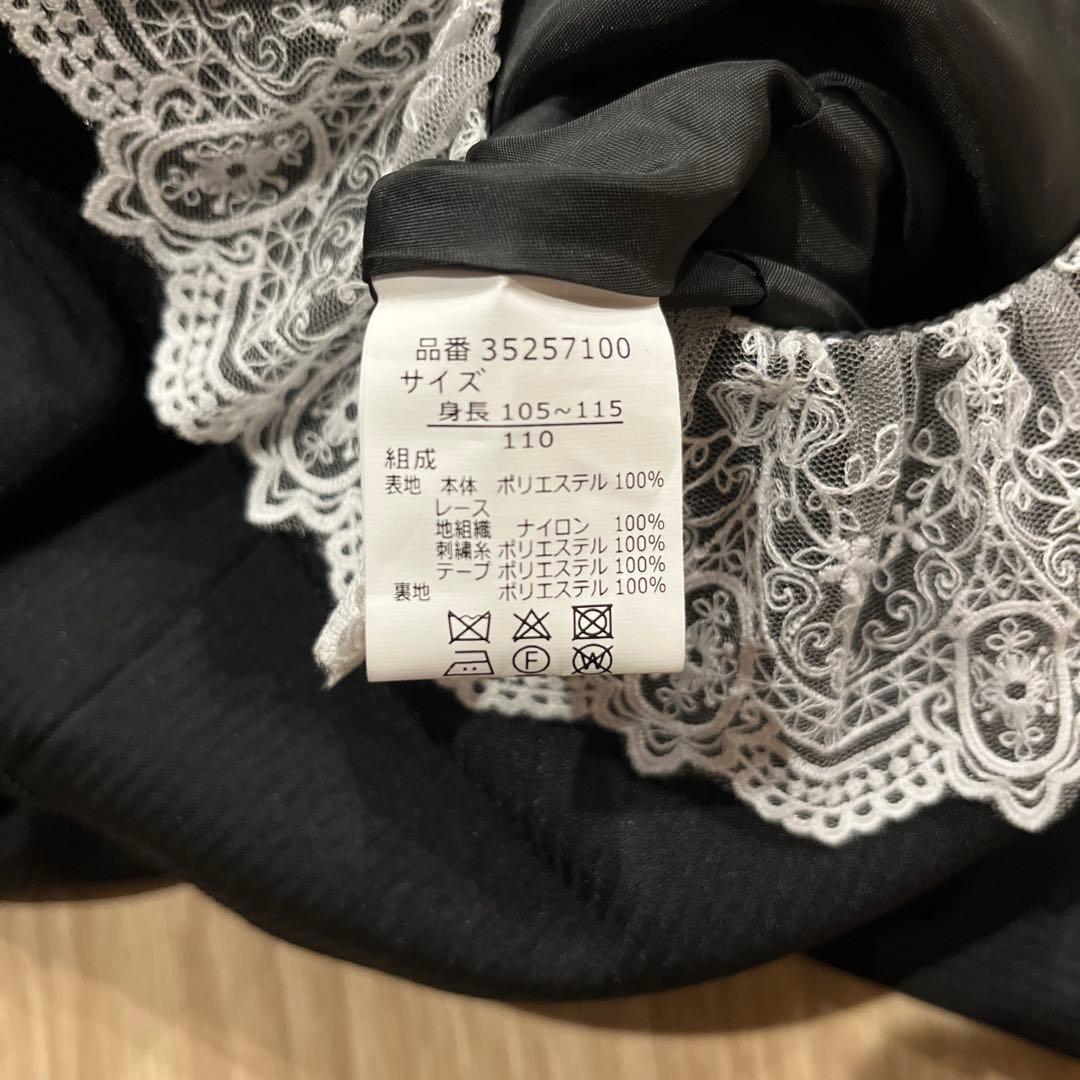 品番 35257100
サイズ
身長 105~115
110
組成
表地 本体 ポリエステル 100%
レース
地組織 ナイロン 100%
刺繍糸 ポリエステル 100%
テープ ポリエステル 100%
裏地 ポリエステル 100%
F
W